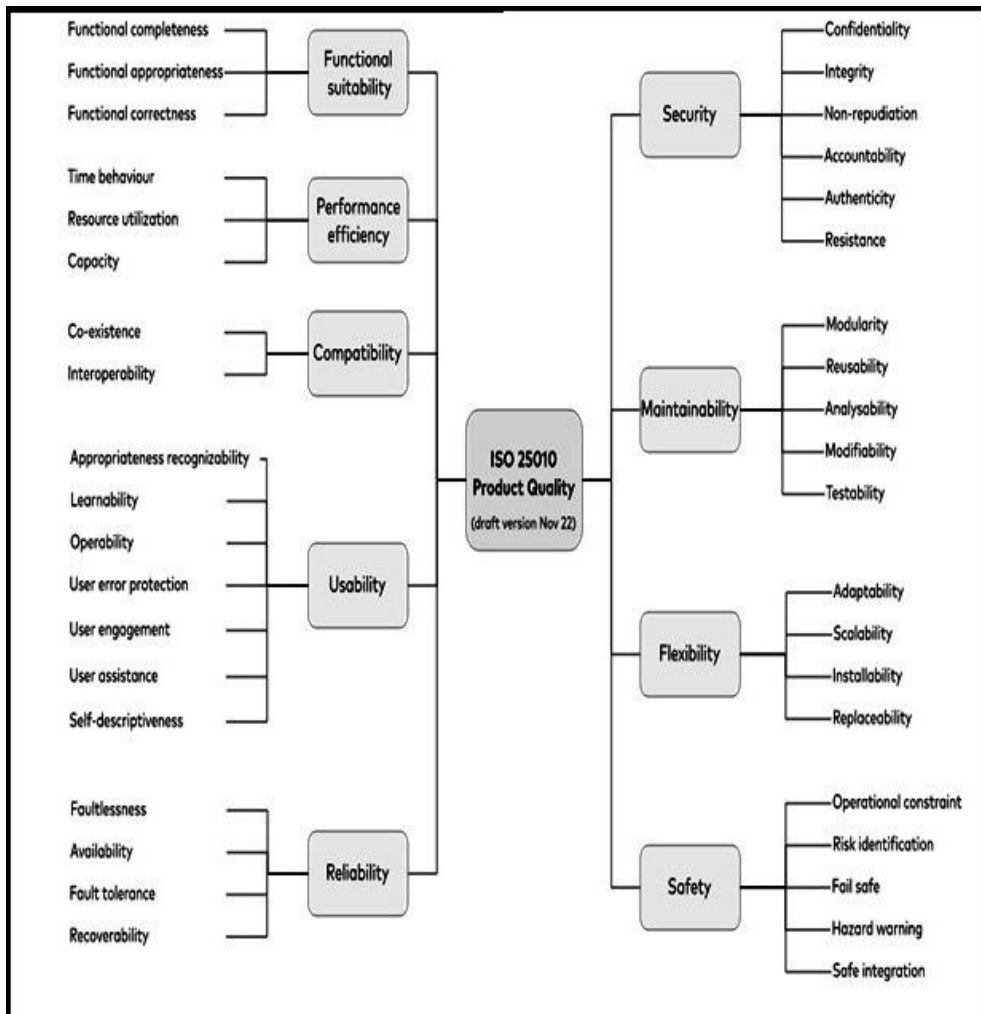 Functional completeness
Functional appropriateness
Functional correctness
Functional
suitability
Time behaviour
Resource utilization
Capacity
Performance
efficiency
Co-existence
Interoperability
Compatibility
Appropriateness recognizability
Learnability
Operability
User error protection
User engagement
User assistance
Self-descriptiveness
Usability
Faultlessness
Availability
Fault tolerance
Recoverability
Reliability
ISO 25010
Product Quality
(draft version Nov 22)
Security
Confidentiality
Integrity
Non-repudiation
Accountability
Authenticity
Resistance
Maintainability
Modularity
Reusability
Analysability
Modifiability
Testability
Flexibility
Adaptability
Scalability
Installability
Replaceability
Safety
Operational constraint
Risk identification
Fail safe
Hazard warning
Safe integration